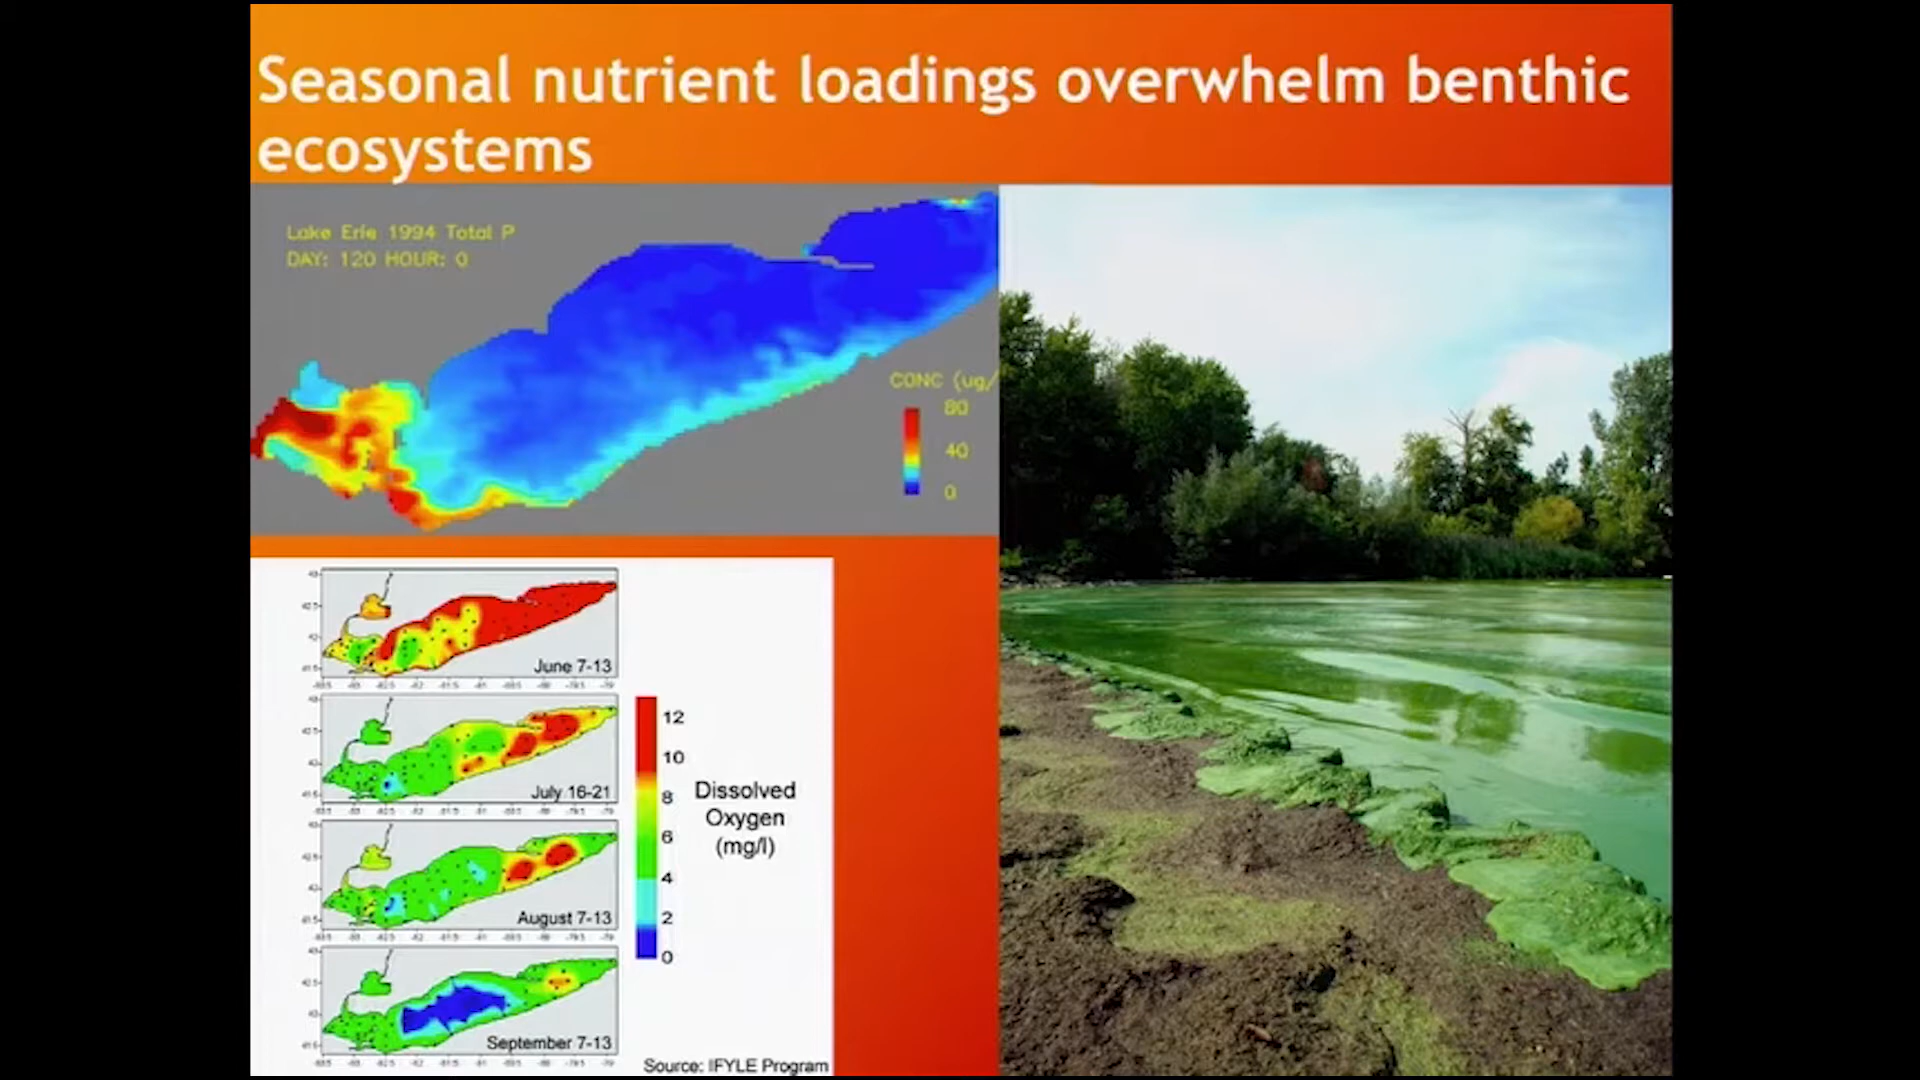 Seasonal nutrient loadings overwhelm benthic
ecosystems
Lake Erie 1994 Total P
DAY: 120 HOUR: 0
CONC (ug/
80
40
0
June 7-13
July 16-21
August 7-13
September 7-13
12
10
8
6
4
2
0
Dissolved
Oxygen
(mg/l)
Source: IFYLE Program